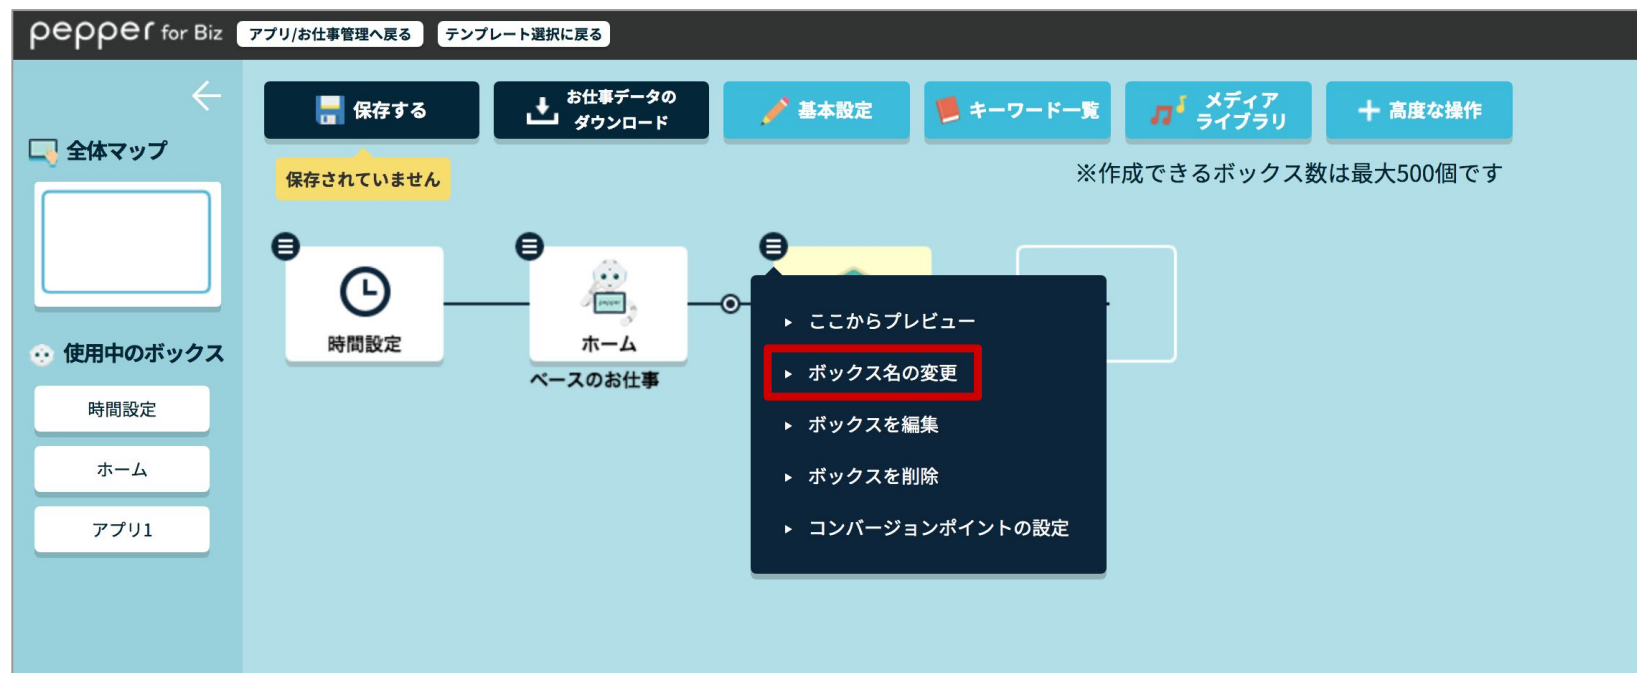 pepper for Biz アプリ/お仕事管理へ戻る テンプレート選択に戻る
保存する
お仕事データの
ダウンロード
基本設定
キーワード一覧
メディア
ライブラリ
高度な操作
全体マップ
保存されていません
※作成できるボックス数は最大500個です
時間設定
pepper
ホーム
ベースのお仕事
ここからプレビュー
ボックス名の変更
ボックスを編集
ボックスを削除
コンバージョンポイントの設定
使用中のボックス
時間設定
ホーム
アプリ1